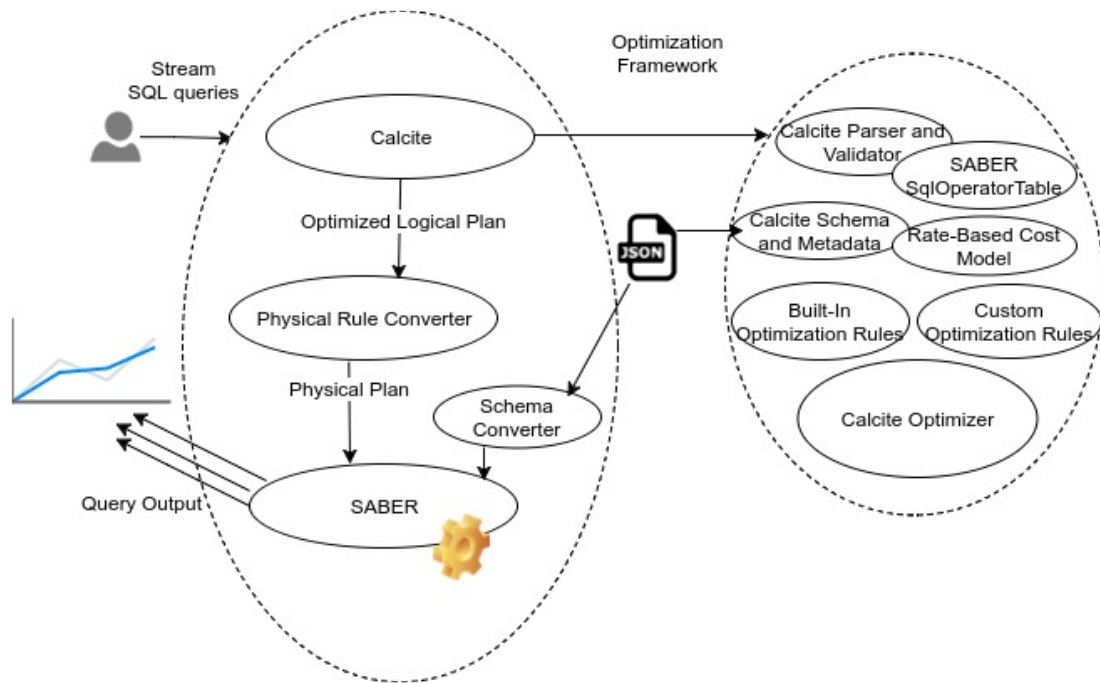 Stream
SQL queries
Optimization
Framework
Calcite
Calcite Parser and
Validator
SABER
SqlOperatorTable
Optimized Logical Plan
JSON
Calcite Schema
and Metadata
Rate-Based Cost
Model
Physical Rule Converter
Built-In
Optimization Rules
Custom
Optimization Rules
Physical Plan
Schema
Converter
Calcite Optimizer
Query Output
SABER